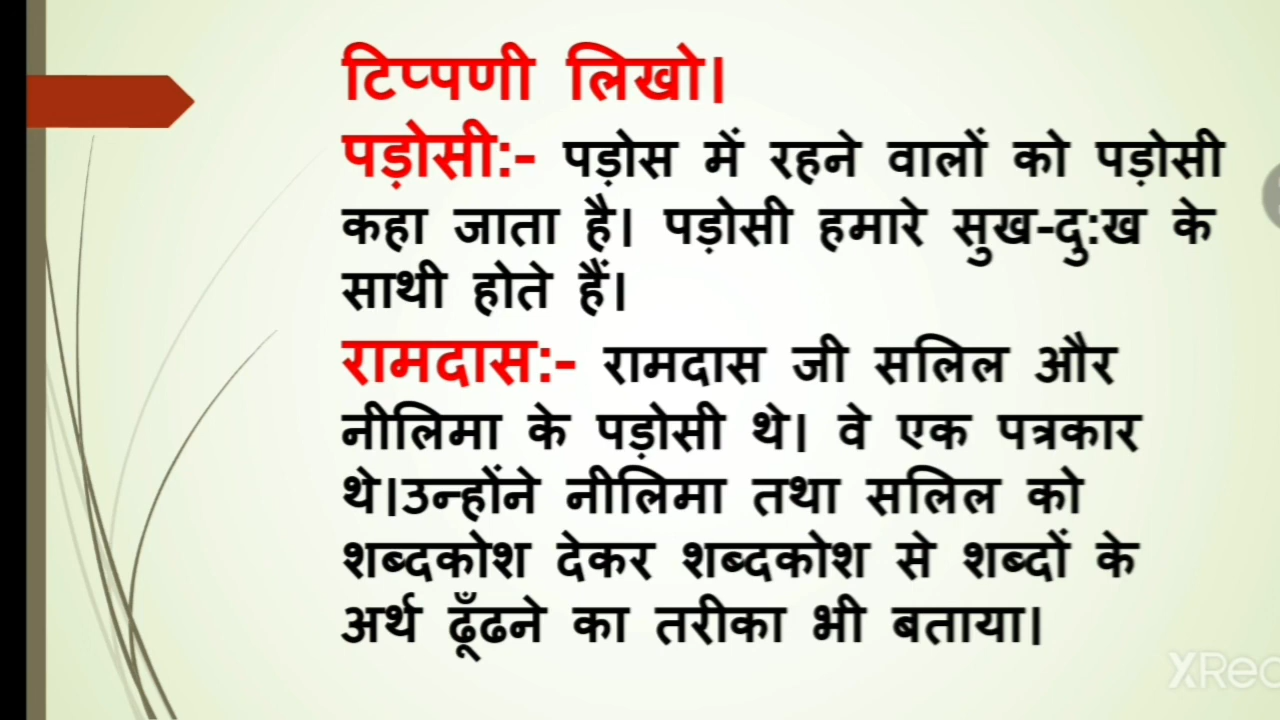 टिप्पणी लिखो।
पड़ोसी:- पड़ोस में रहने वालों को पड़ोसी
कहा जाता है। पड़ोसी हमारे सुख-दु:ख के
साथी होते हैं।
रामदास:- रामदास जी सलिल और
नीलिमा के पड़ोसी थे। वे एक पत्रकार
थे।उन्होंने नीलिमा तथा सलिल को
शब्दकोश देकर शब्दकोश से शब्दों के
अर्थ ढूँढने का तरीका भी बताया।